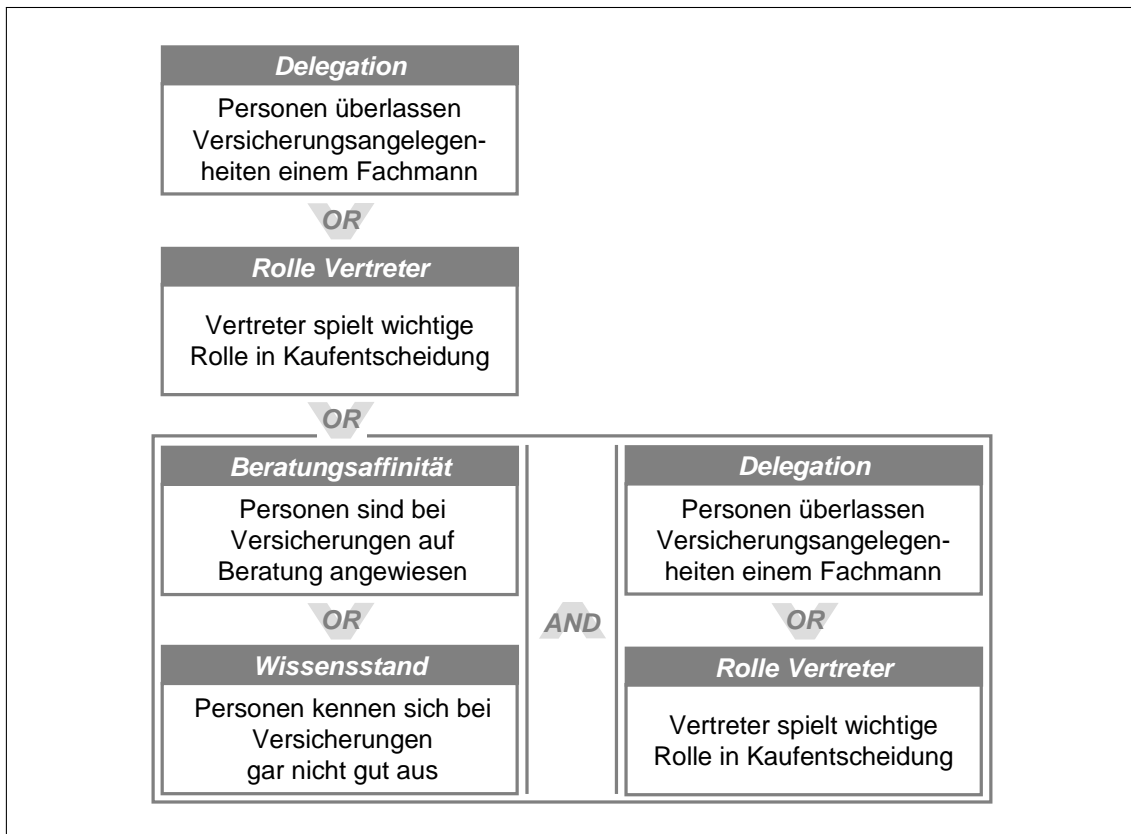 Delegation
Personen überlassen
Versicherungsangelegen-
heiten einem Fachmann
OR
Rolle Vertreter
Vertreter spielt wichtige
Rolle in Kaufentscheidung
OR
Beratungsaffinität
Personen sind bei
Versicherungen auf
Beratung angewiesen
OR
Wissensstand
Personen kennen sich bei
Versicherungen
gar nicht gut aus
AND
Delegation
Personen überlassen
Versicherungsangelegen-
heiten einem Fachmann
OR
Rolle Vertreter
Vertreter spielt wichtige
Rolle in Kaufentscheidung